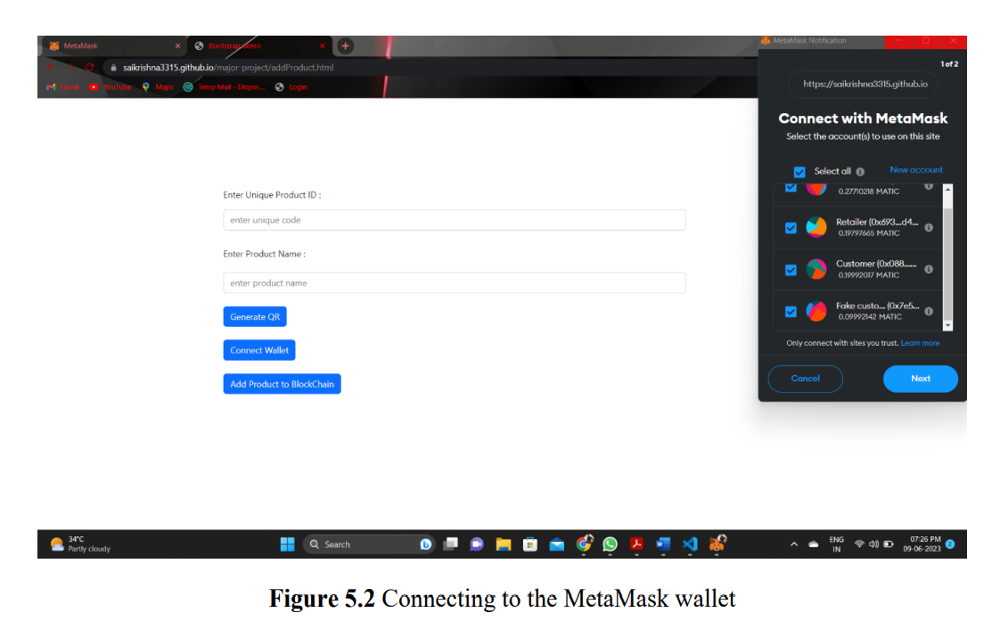 MetaMask
Bootstrap demo
MetaMask Notification
saikrishna3315.github.io/major-project/addProduct.html
Gmail YouTube Maps Temp Mail - Dispos... Login
1 of 2
https://saikrishna3315.github.io
Connect with MetaMask
Select the account(s) to use on this site
Select all
New account
0.27710218 MATIC
Retailer (0x693...d4...
0.19797665 MATIC
Customer (0x088......
0.19992017 MATIC
Fake custo... (0x7e5...
0.09992142 MATIC
Only connect with sites you trust. Learn more
Cancel
Next
Enter Unique Product ID :
enter unique code
Enter Product Name :
enter product name
Generate QR
Connect Wallet
Add Product to BlockChain
34°C
Partly cloudy
Search
ENG
IN
07:26 PM
09-06-2023
2
Figure 5.2 Connecting to the MetaMask wallet